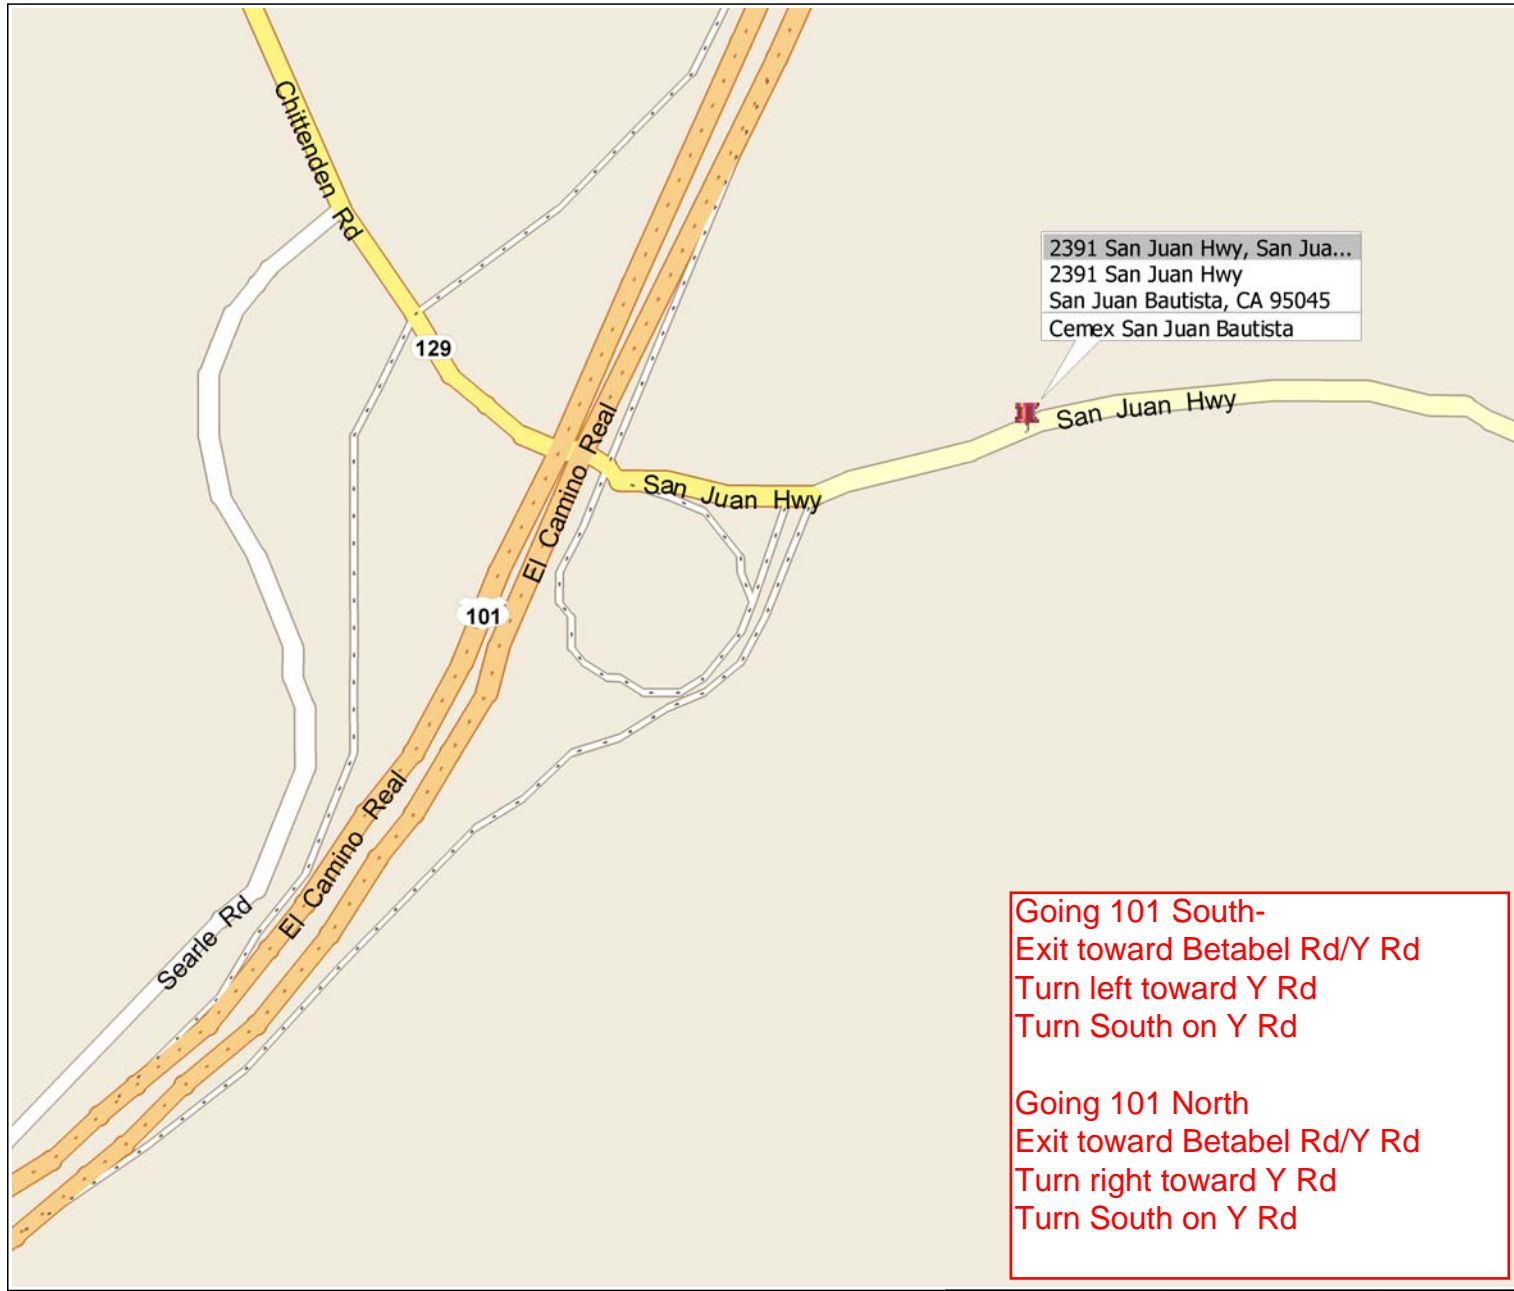 Chittenden Rd
2391 San Juan Hwy, San Jua...
2391 San Juan Hwy
San Juan Bautista, CA 95045
Cemex San Juan Bautista
129
San Juan Hwy
El Camino Real
San Juan Hwy
101
El Camino Real
Searle Rd
Going 101 South-
Exit toward Betabel Rd/Y Rd
Turn left toward Y Rd
Turn South on Y Rd
Going 101 North
Exit toward Betabel Rd/Y Rd
Turn right toward Y Rd
Turn South on Y Rd